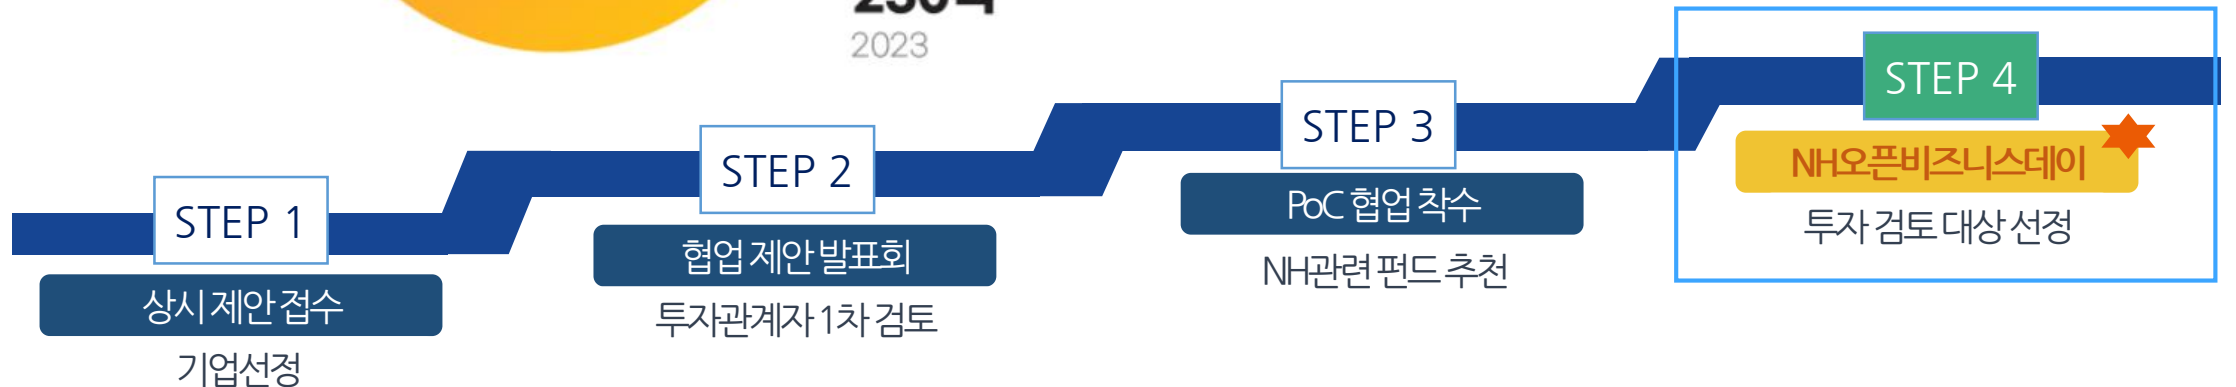 2023
STEP 1
상시 제안 접수
기업선정
STEP 2
협업 제안 발표회
투자관계자 1차 검토
STEP 3
PoC 협업 착수
NH관련 펀드 추천
STEP 4
NH오픈비즈니스데이
투자 검토 대상 선정